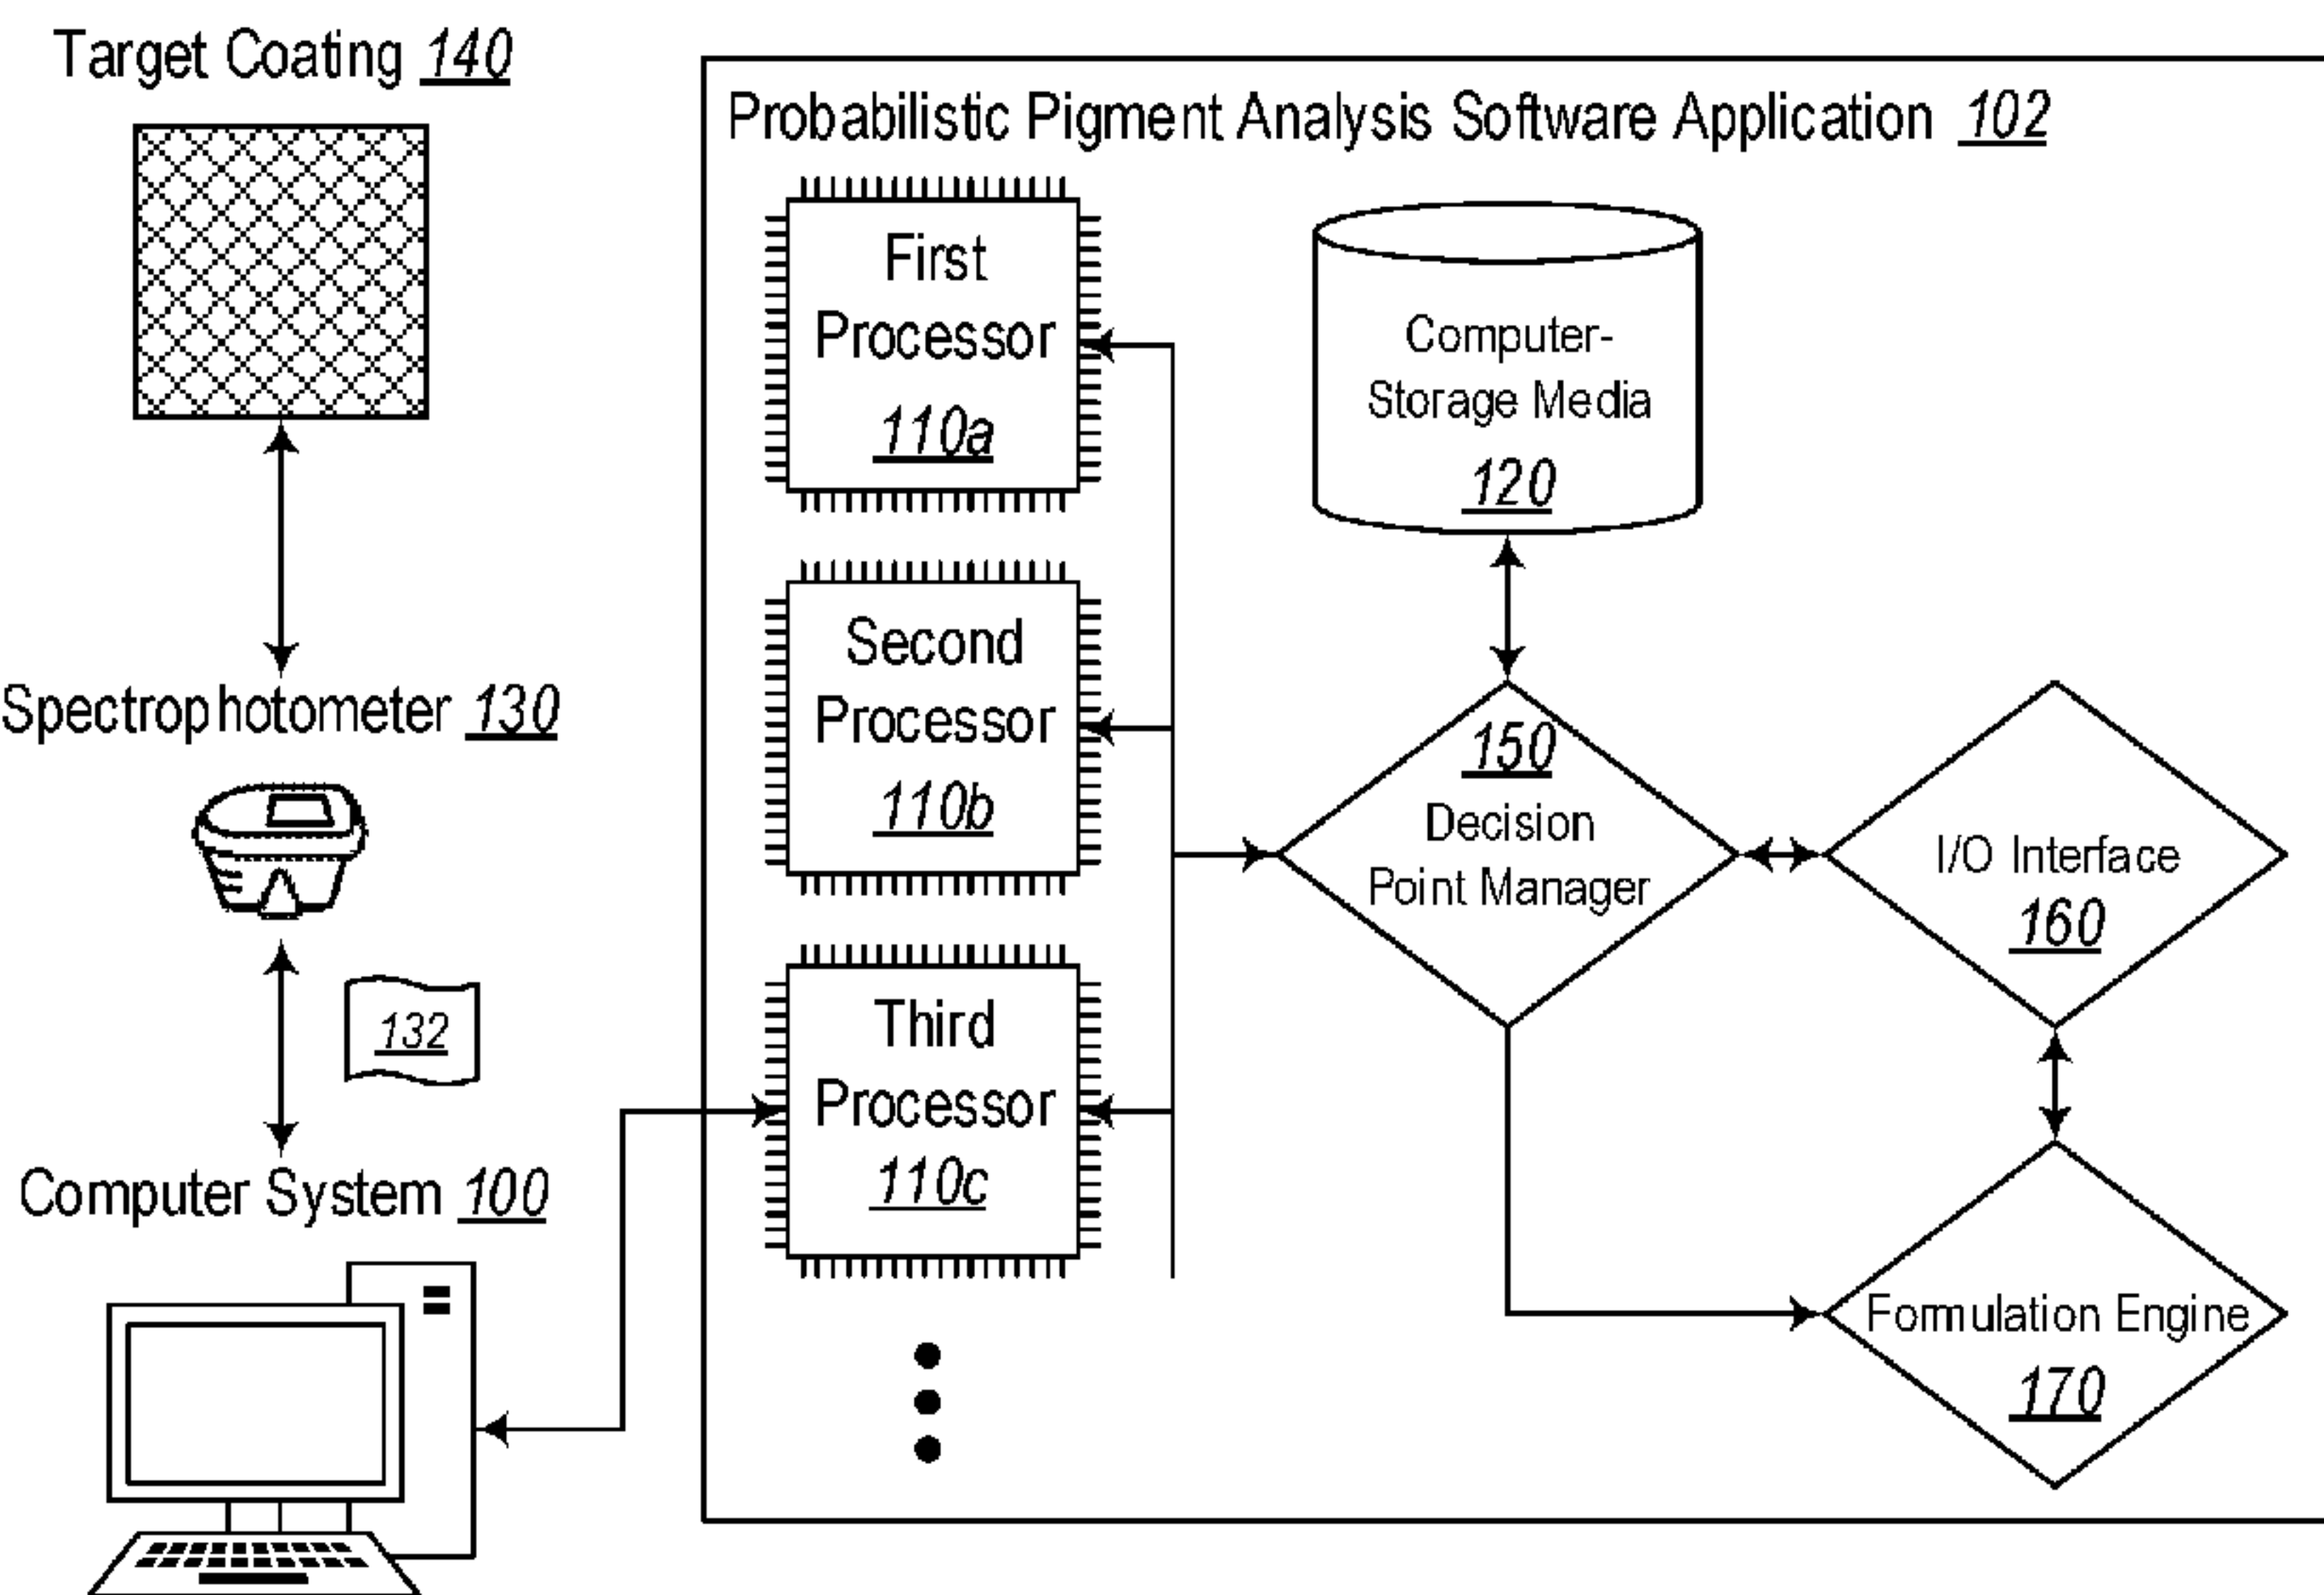 Target Coating 140
Spectrophotometer 130
132
Computer System 100
Probabilistic Pigment Analysis Software Application 102
First
Processor
110a
Second
Processor
110b
Third
Processor
110c
Computer-
Storage Media
120
150
Decision
Point Manager
I/O Interface
160
Formulation Engine
170